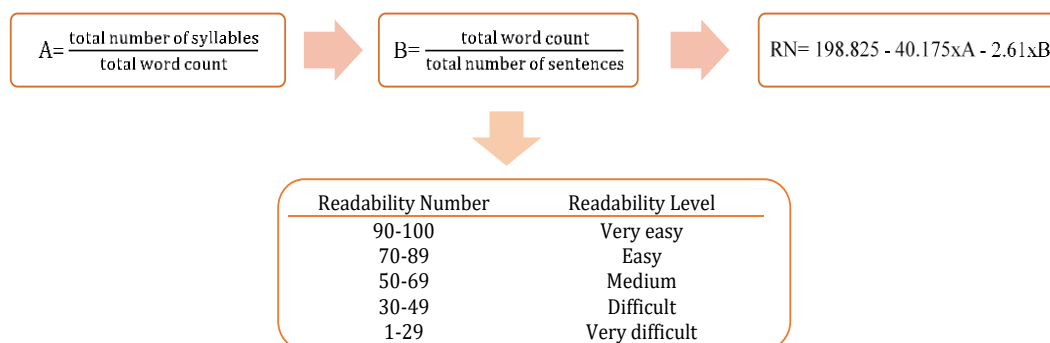 A= total number of syllables / total word count
B= total word count / total number of sentences
RN= 198.825 - 40.175xA - 2.61xB
Readability Number Readability Level
90-100 Very easy
70-89 Easy
50-69 Medium
30-49 Difficult
1-29 Very difficult